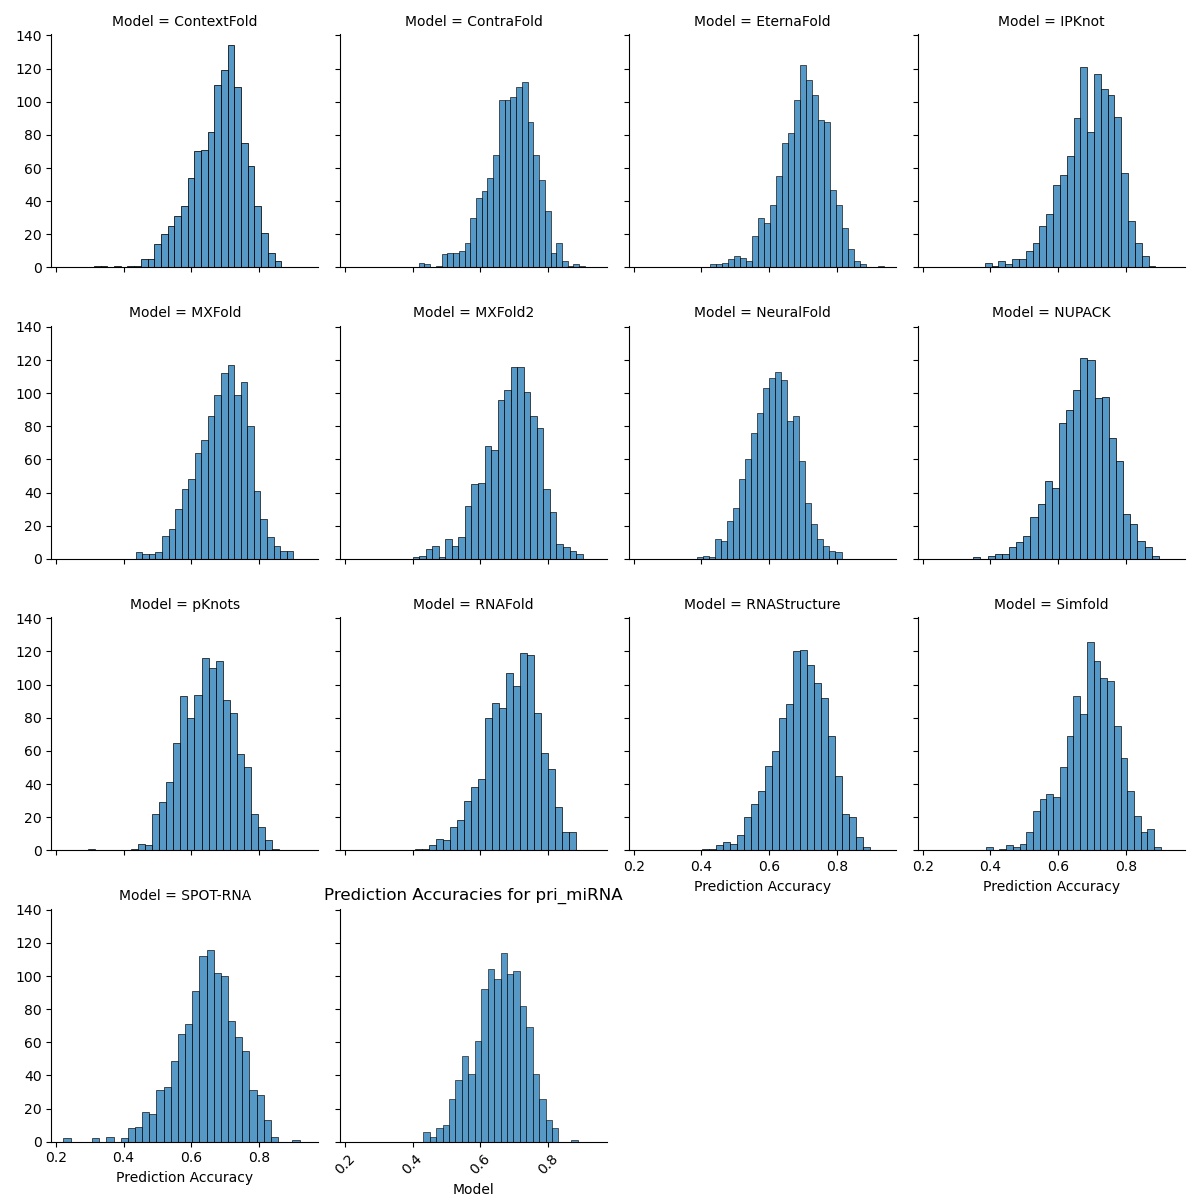 Model = ContextFold
Model = ContraFold
Model = EternaFold
Model = IPKnot
140
120
100
80
60
40
20
0
Model = MXFold
Model = MXFold2
Model = NeuralFold
Model = NUPACK
140
120
100
80
60
40
20
0
Model = pKnots
Model = RNAFold
Model = RNAStructure
Model = Simfold
140
120
100
80
60
40
20
0
0.2 0.4 0.6 0.8
Prediction Accuracy
0.2 0.4 0.6 0.8
Prediction Accuracy
Model = SPOT-RNA
Prediction Accuracies for pri_miRNA
140
120
100
80
60
40
20
0
0.2 0.4 0.6 0.8
Prediction Accuracy
0.2 0.4 0.6 0.8
Model